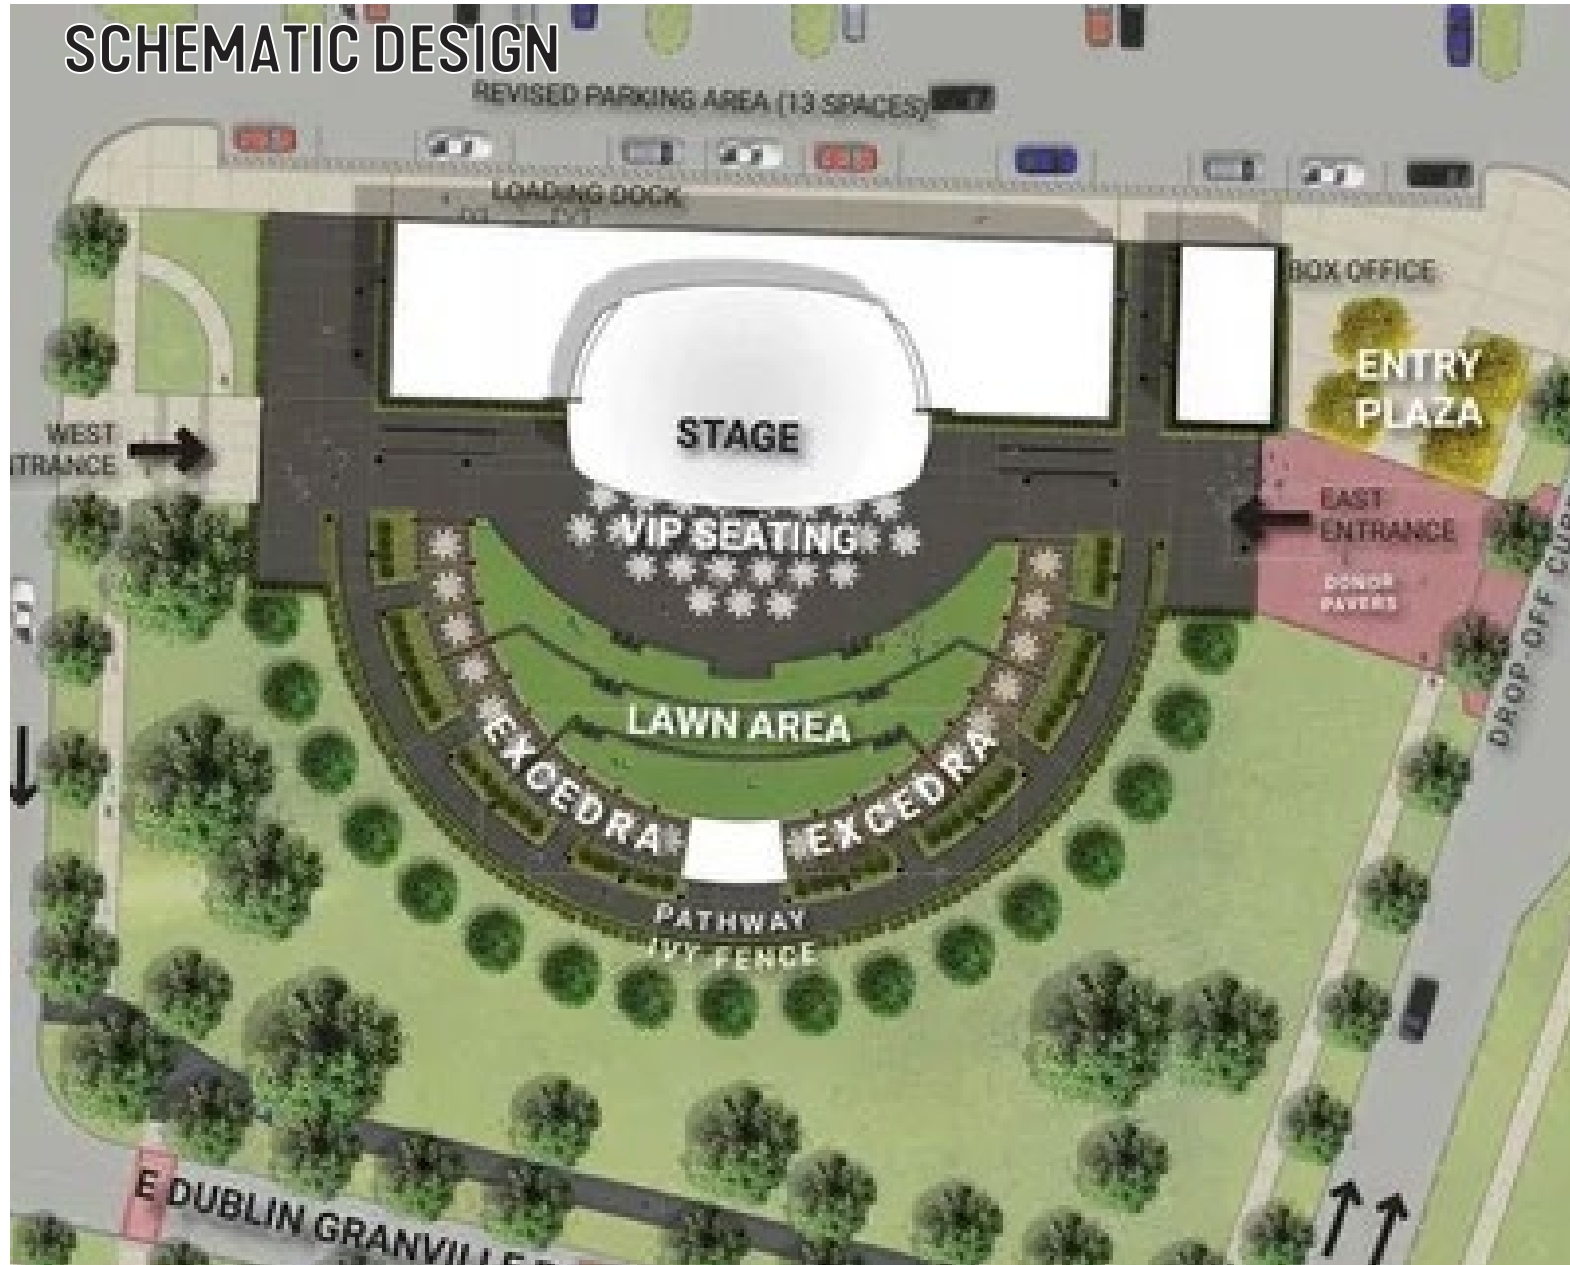 SCHEMATIC DESIGN
REVISED PARKING AREA (13 SPACES)
LOADING DOCK
BOX OFFICE
ENTRY
PLAZA
WEST
TRANCE
STAGE
EAST
ENTRANCE
VIP SEATING
DONOR
PAVERS
DROP-OFF CURB
LAWN AREA
EXCEDRA
EXCEDRA
PATHWAY
IVY FENCE
E DUBLIN GRANVILLE